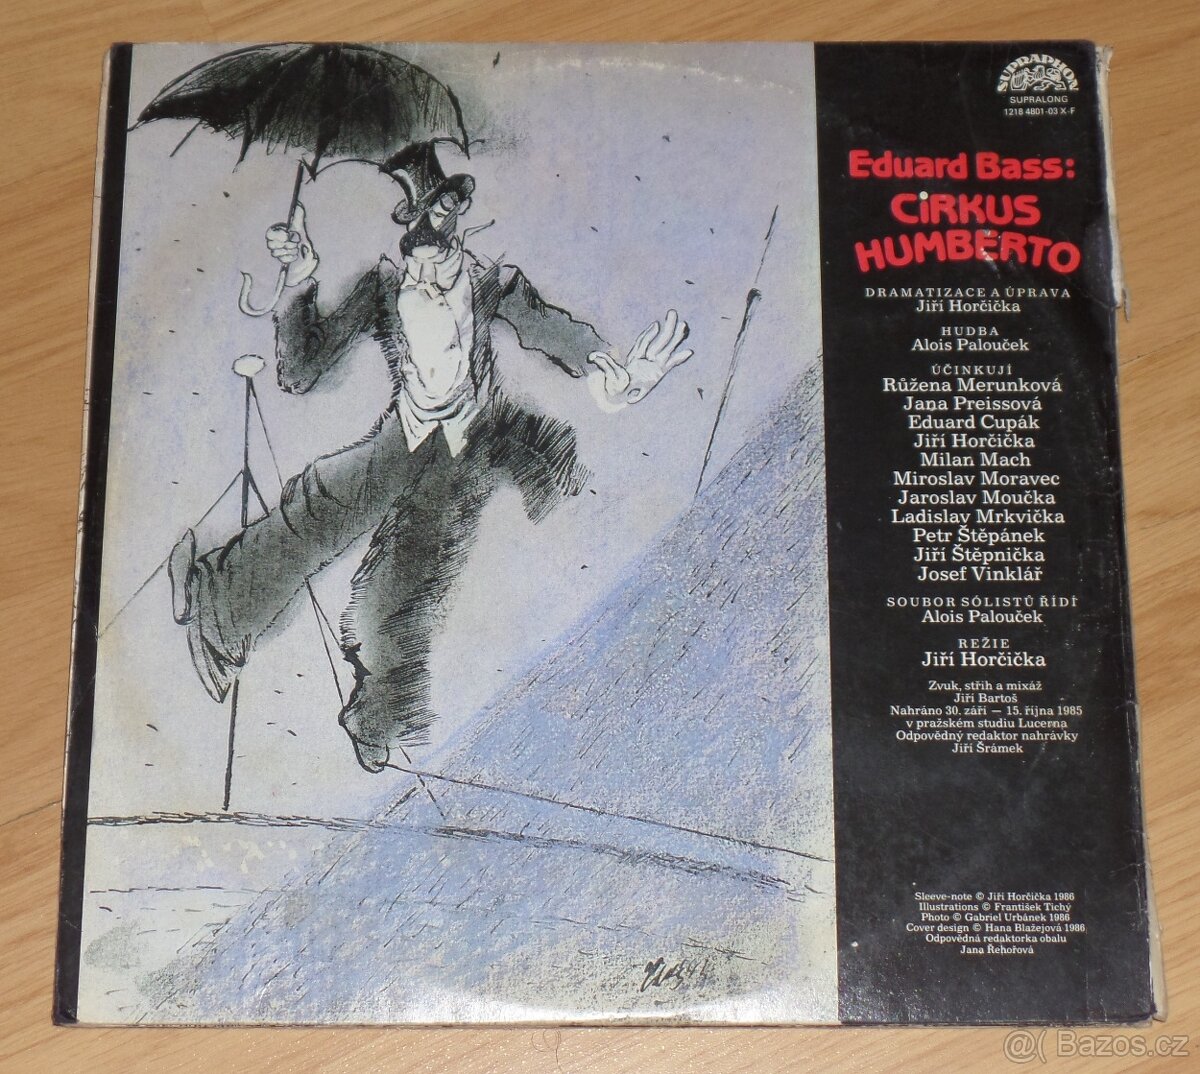 SUPRAPHON
SUPRALONG
1218 4801-03 X-F
Eduard Bass:
CiRKUS
HUMBERTO
DRAMATIZACE A ÚPRAVA
Jiří Horčička
HUDBA
Alois Palouček
ÚČINKUJÍ
Růžena Merunková
Jana Preissová
Eduard Cupák
Jiří Horčička
Milan Mach
Miroslav Moravec
Jaroslav Moučka
Ladislav Mrkvička
Petr Štěpánek
Jiří Štěpnička
Josef Vinklář
SOUBOR SÓLISTŮ ŘÍDÍ
Alois Palouček
REŽIE
Jiří Horčička
Zvuk, střih a mixáž
Jiří Bartoš
Nahráno 30. září — 15. října 1985
v pražském studiu Lucerna
Odpovědný redaktor nahrávky
Jiří Šrámek
Sleeve-note © Jiří Horčička 1986
Illustrations © František Tichý
Photo © Gabriel Urbánek 1986
Cover design © Hana Blažejová 1986
Odpovědná redaktorka obalu
Jana Řehořová
@( Bazos.cz